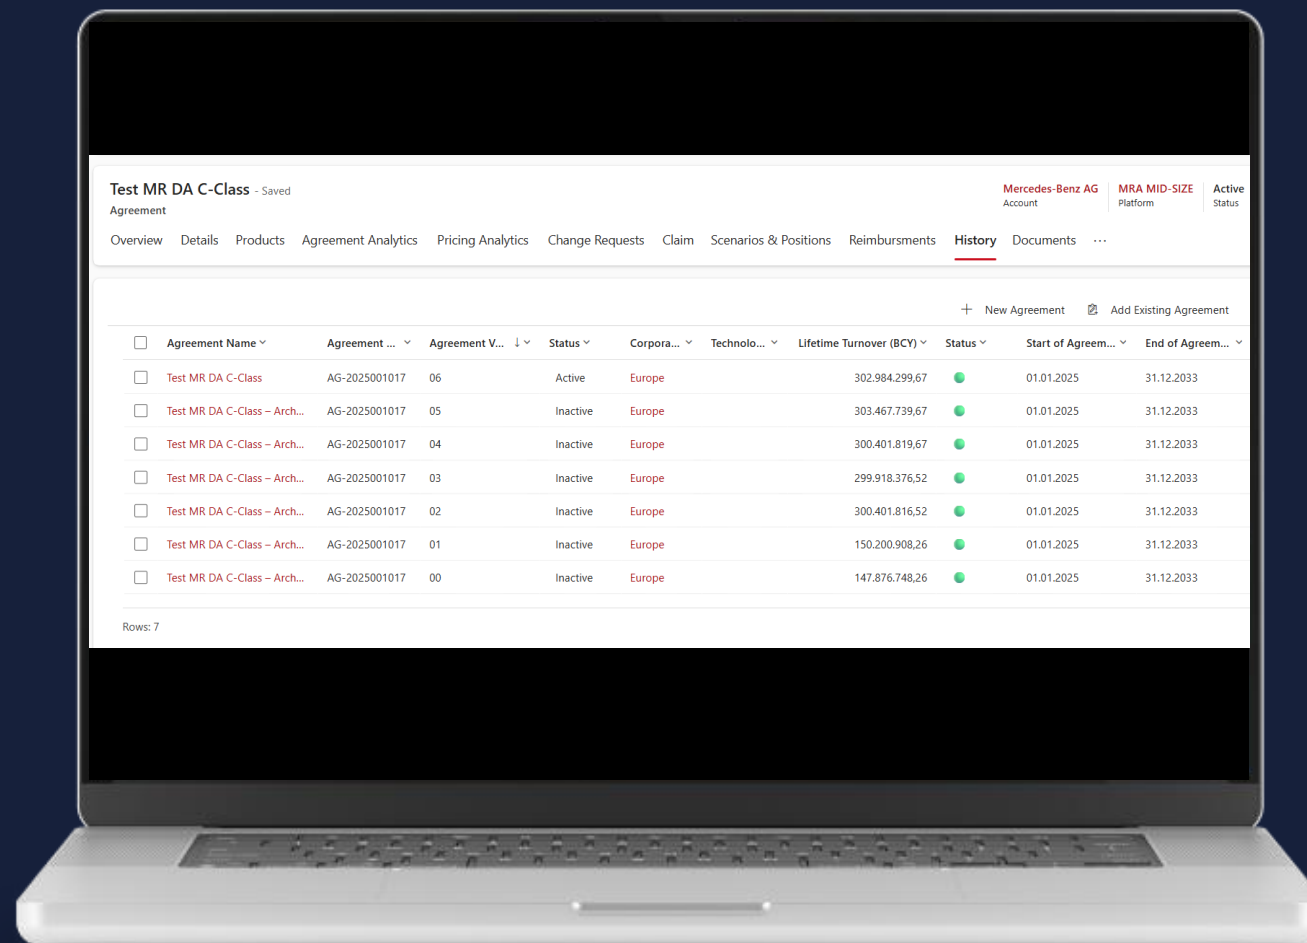 Test MR DA C-Class - Saved
Agreement
Mercedes-Benz AG MRA MID-SIZE Active
Account Platform Status
Overview Details Products Agreement Analytics Pricing Analytics Change Requests Claim Scenarios & Positions Reimbursments History Documents ...
+ New Agreement Add Existing Agreement
Agreement Name Agreement ... Agreement V... ↓ Status Corpora... Technolo... Lifetime Turnover (BCY) Status Start of Agreem... End of Agreem...
Test MR DA C-Class AG-2025001017 06 Active Europe 302.984.299,67 01.01.2025 31.12.2033
Test MR DA C-Class – Arch... AG-2025001017 05 Inactive Europe 303.467.739,67 01.01.2025 31.12.2033
Test MR DA C-Class – Arch... AG-2025001017 04 Inactive Europe 300.401.819,67 01.01.2025 31.12.2033
Test MR DA C-Class – Arch... AG-2025001017 03 Inactive Europe 299.918.376,52 01.01.2025 31.12.2033
Test MR DA C-Class – Arch... AG-2025001017 02 Inactive Europe 300.401.816,52 01.01.2025 31.12.2033
Test MR DA C-Class – Arch... AG-2025001017 01 Inactive Europe 150.200.908,26 01.01.2025 31.12.2033
Test MR DA C-Class – Arch... AG-2025001017 00 Inactive Europe 147.876.748,26 01.01.2025 31.12.2033
Rows: 7